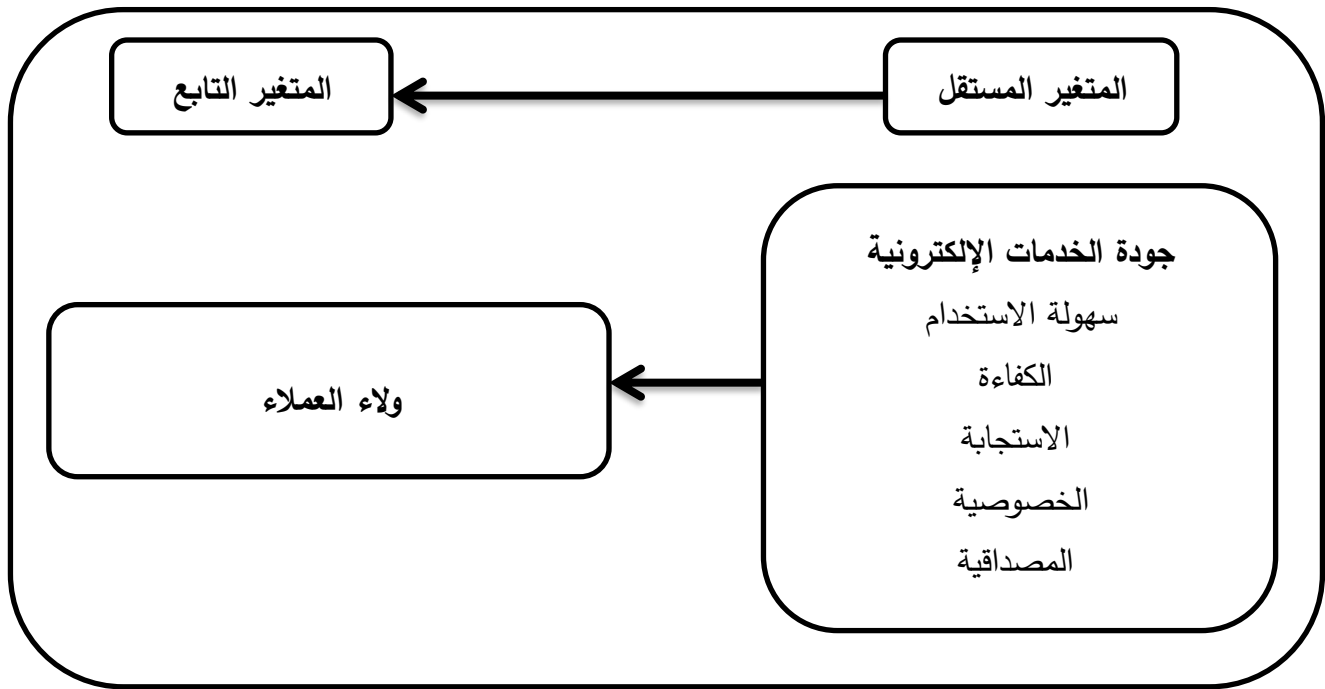 المتغير المستقل
المتغير التابع
جودة الخدمات الإلكترونية
سهولة الاستخدام
الكفاءة
الاستجابة
الخصوصية
المصداقية
ولاء العملاء